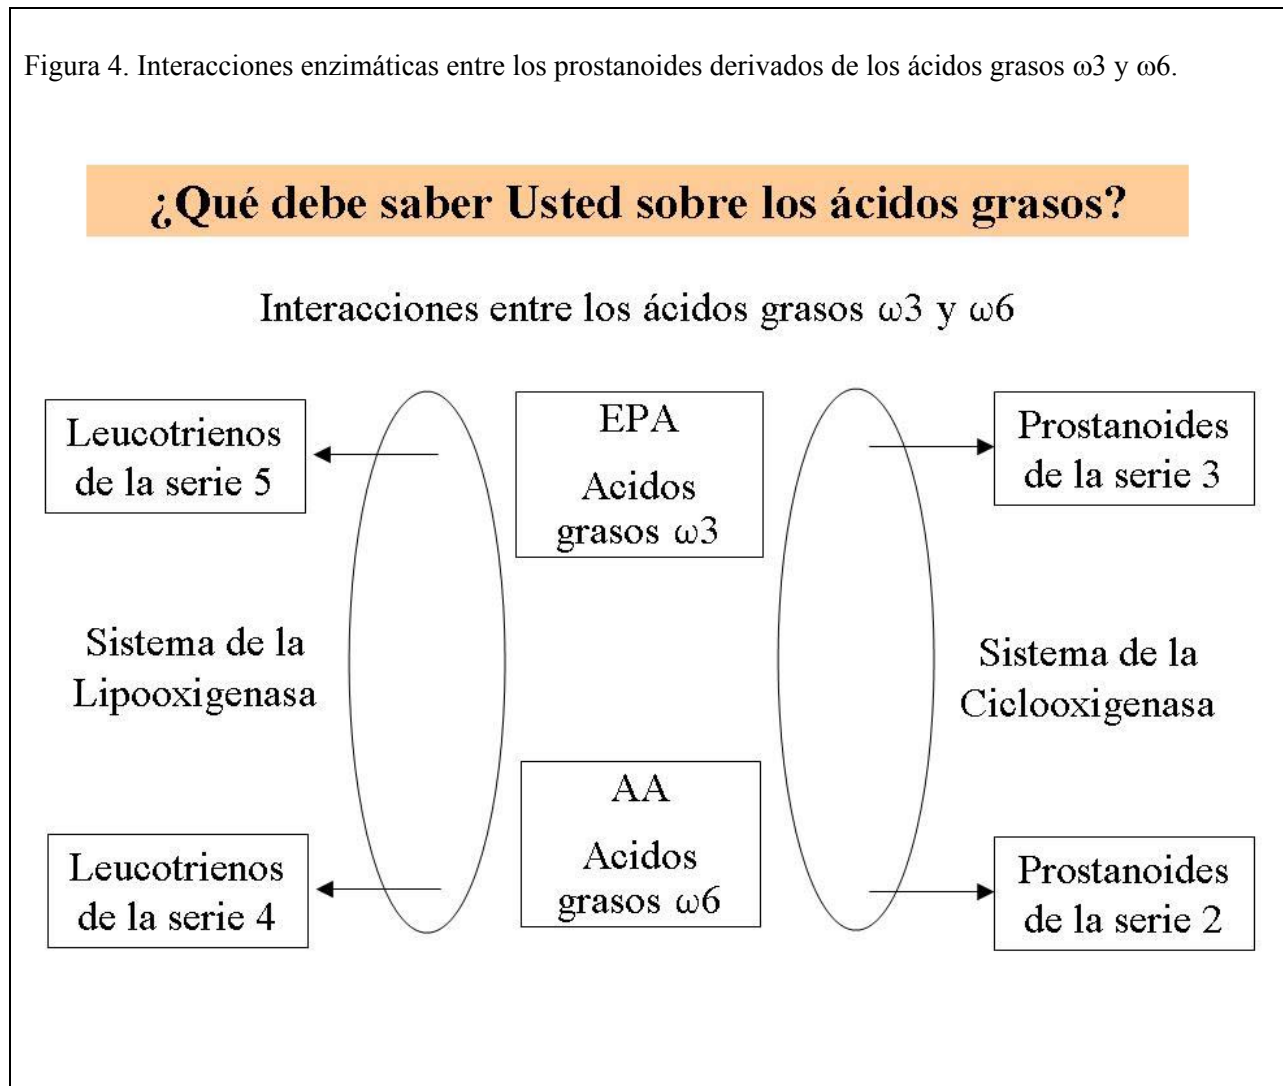 Figura 4. Interacciones enzimáticas entre los prostanoides derivados de los ácidos grasos ω3 y ω6.
¿Qué debe saber Usted sobre los ácidos grasos?
Interacciones entre los ácidos grasos ω3 y ω6
Leucotrienos
de la serie 5
EPA
Acidos
grasos ω3
Prostanoides
de la serie 3
Sistema de la
Lipooxigenasa
Sistema de la
Ciclooxigenasa
Leucotrienos
de la serie 4
AA
Acidos
grasos ω6
Prostanoides
de la serie 2